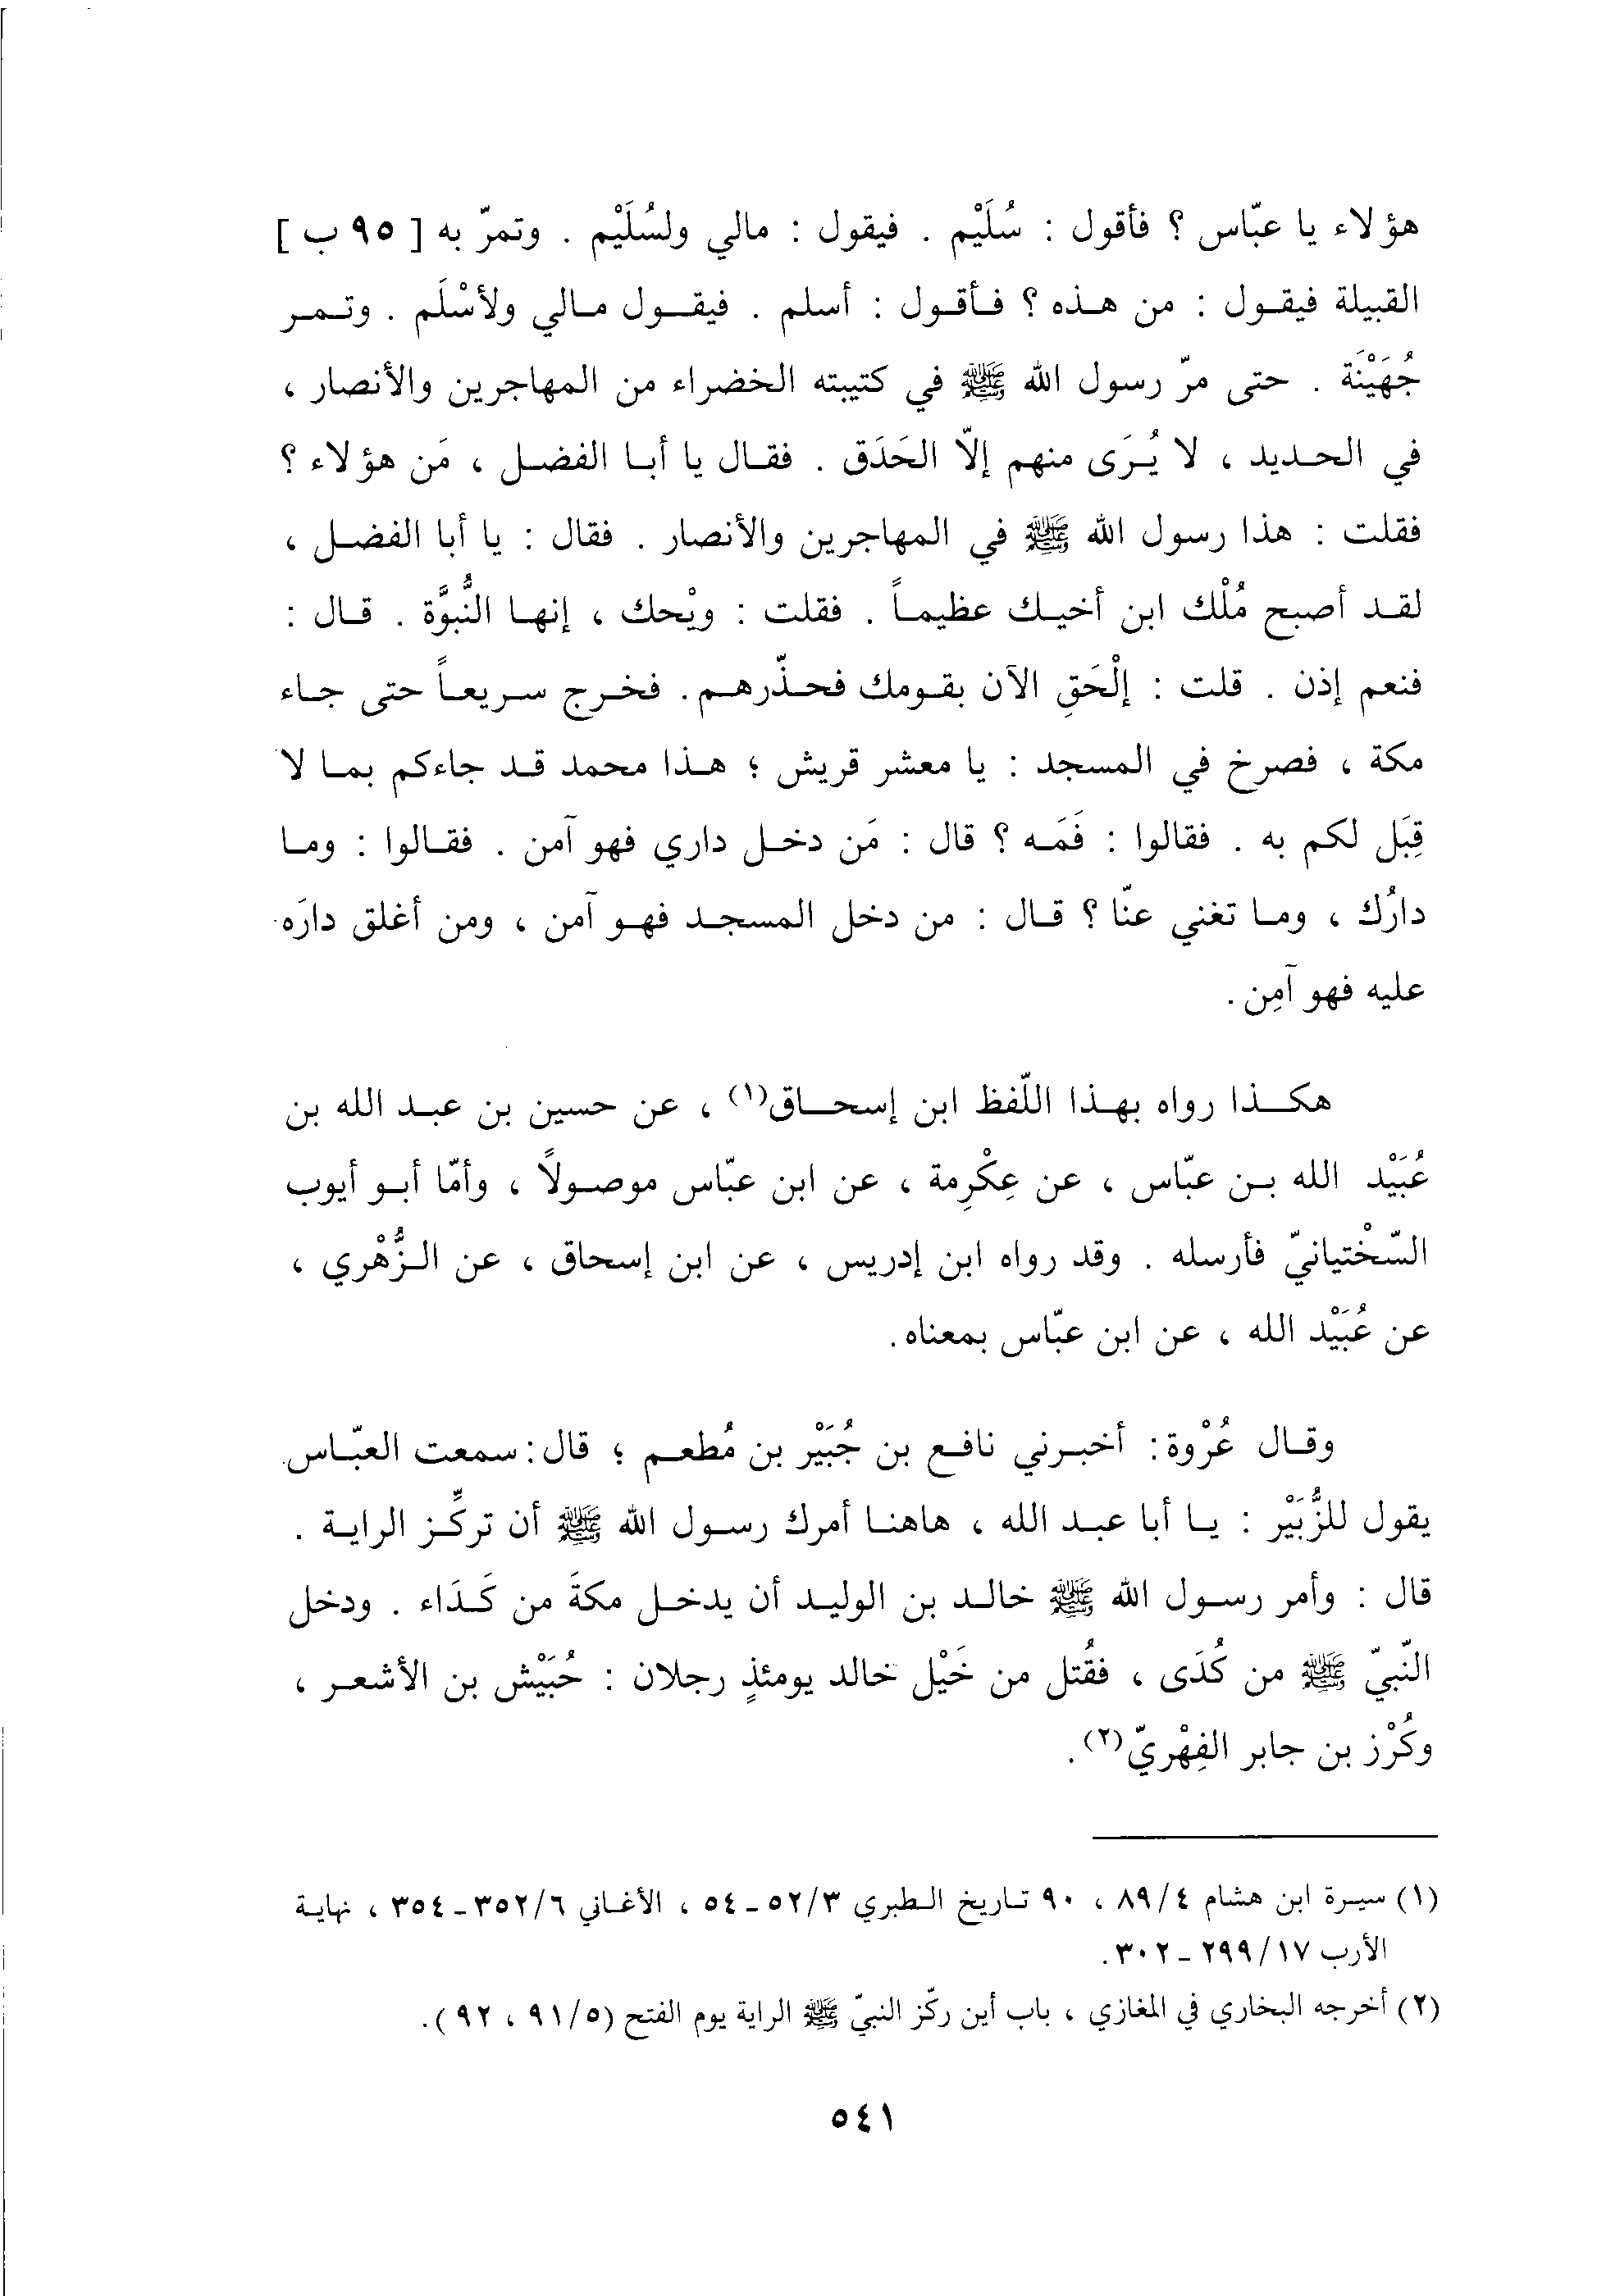 هؤلاء يا عبّاس ؟ فأقول : سُلَيْم . فيقول : مالي ولسُلَيْم . وتمرّ به [ ٩٥ ب ]
القبيلة فيقول : من هذه ؟ فأقول : أسلم . فيقول مالي ولأسْلَم . وتمر
جُهَيْنَة . حتى مرّ رسول الله ﷺ في كتيبته الخضراء من المهاجرين والأنصار ،
في الحديد ، لا يُرَى منهم إلّا الحَدَق . فقال يا أبا الفضل ، مَن هؤلاء ؟
فقلت : هذا رسول الله ﷺ في المهاجرين والأنصار . فقال : يا أبا الفضل ،
لقد أصبح مُلْك ابن أخيك عظيماً . فقلت : ويْحك ، إنها النُّبوَّة . قال :
فنعم إذن . قلت : إلْحَقِ الآن بقومك فحذّرهم . فخرج سريعاً حتى جاء
مكة ، فصرخ في المسجد : يا معشر قريش ؛ هذا محمد قد جاءكم بما لا
قِبَل لكم به . فقالوا : فَمَه ؟ قال : مَن دخل داري فهو آمن . فقالوا : وما
دارُك ، وما تغني عنّا ؟ قال : من دخل المسجد فهو آمن ، ومن أغلق دارَه
عليه فهو آمِن .
هكذا رواه بهذا اللّفظ ابن إسحاق(١) ، عن حسين بن عبد الله بن
عُبَيْد الله بن عبّاس ، عن عِكْرِمة ، عن ابن عبّاس موصولاً ، وأمّا أبو أيوب
السّخْتيانيّ فأرسله . وقد رواه ابن إدريس ، عن ابن إسحاق ، عن الزُّهْري ،
عن عُبَيْد الله ، عن ابن عبّاس بمعناه .
وقال عُرْوة : أخبرني نافع بن جُبَيْر بن مُطعم ؛ قال : سمعت العبّاس
يقول للزُّبَيْر : يا أبا عبد الله ، هاهنا أمرك رسول الله ﷺ أن تركِّز الراية .
قال : وأمر رسول الله ﷺ خالد بن الوليد أن يدخل مكةَ من كَدَاء . ودخل
النّبيّ ﷺ من كُدَى ، فقُتل من خَيْل خالد يومئذٍ رجلان : حُبَيْش بن الأشعر ،
وكُرْز بن جابر الفِهْريّ(٢) .
(١) سيرة ابن هشام ٨٩/٤ ، ٩٠ تاريخ الطبري ٥٢/٣ ـ ٥٤ ، الأغاني ٣٥٢/٦ ـ ٣٥٤ ، نهاية
الأرب ٢٩٩/١٧ ـ ٣٠٢ .
(٢) أخرجه البخاري في المغازي ، باب أين ركّز النبيّ ﷺ الراية يوم الفتح (٩١/٥ ، ٩٢) .
٥٤١